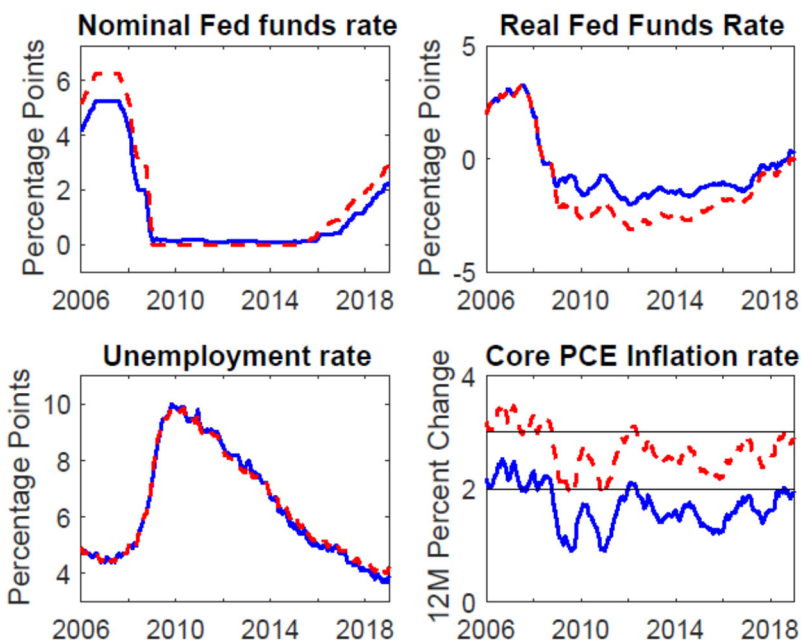 Nominal Fed funds rate
Percentage Points
6
4
2
0
2006 2010 2014 2018
Real Fed Funds Rate
Percentage Points
5
0
-5
2006 2010 2014 2018
Unemployment rate
Percentage Points
10
8
6
4
2006 2010 2014 2018
Core PCE Inflation rate
12M Percent Change
4
2
0
2006 2010 2014 2018